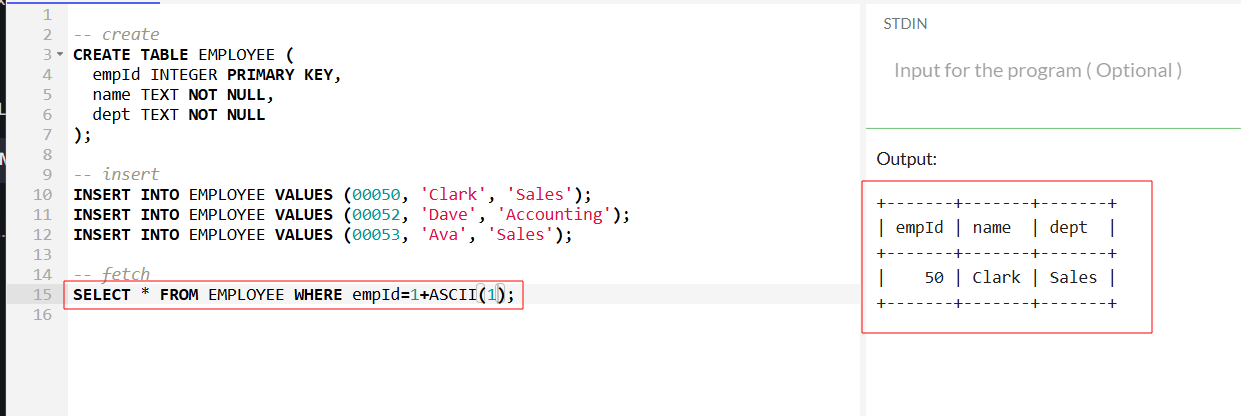 1
2 -- create
3 CREATE TABLE EMPLOYEE (
4   empId INTEGER PRIMARY KEY,
5   name TEXT NOT NULL,
6   dept TEXT NOT NULL
7 );
8
9 -- insert
10 INSERT INTO EMPLOYEE VALUES (00050, 'Clark', 'Sales');
11 INSERT INTO EMPLOYEE VALUES (00052, 'Dave', 'Accounting');
12 INSERT INTO EMPLOYEE VALUES (00053, 'Ava', 'Sales');
13
14 -- fetch
15 SELECT * FROM EMPLOYEE WHERE empId=1+ASCII(1);
16
STDIN
Input for the program ( Optional )
Output:
+-------+-------+-------+
| empId | name  | dept  |
+-------+-------+-------+
|    50 | Clark | Sales |
+-------+-------+-------+